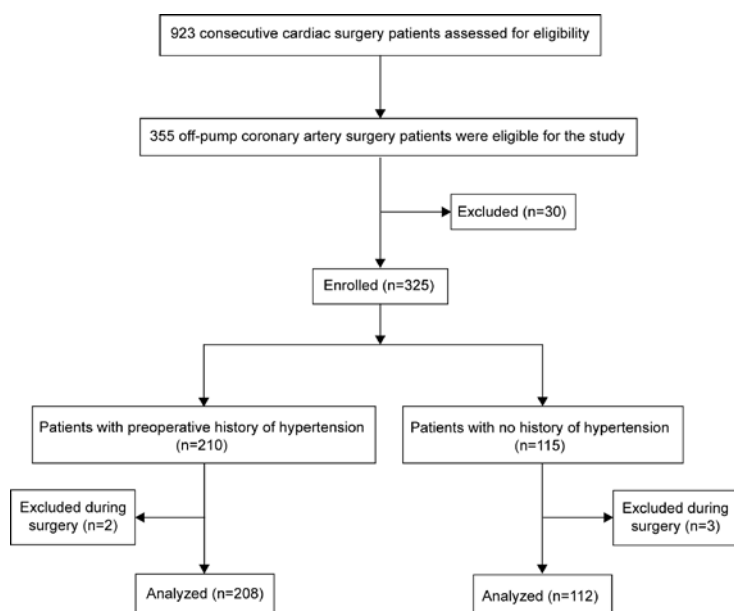 923 consecutive cardiac surgery patients assessed for eligibility
355 off-pump coronary artery surgery patients were eligible for the study
Excluded (n=30)
Enrolled (n=325)
Patients with preoperative history of hypertension
(n=210)
Patients with no history of hypertension
(n=115)
Excluded during
surgery (n=2)
Excluded during
surgery (n=3)
Analyzed (n=208)
Analyzed (n=112)